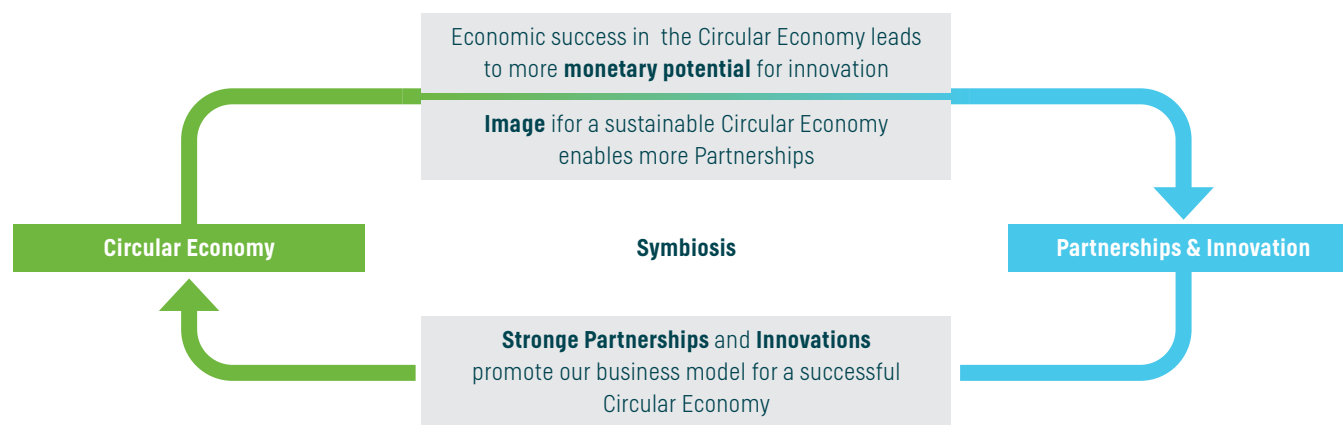 Economic success in the Circular Economy leads
to more monetary potential for innovation
Image ifor a sustainable Circular Economy
enables more Partnerships
Circular Economy
Symbiosis
Partnerships & Innovation
Stronge Partnerships and Innovations
promote our business model for a successful
Circular Economy